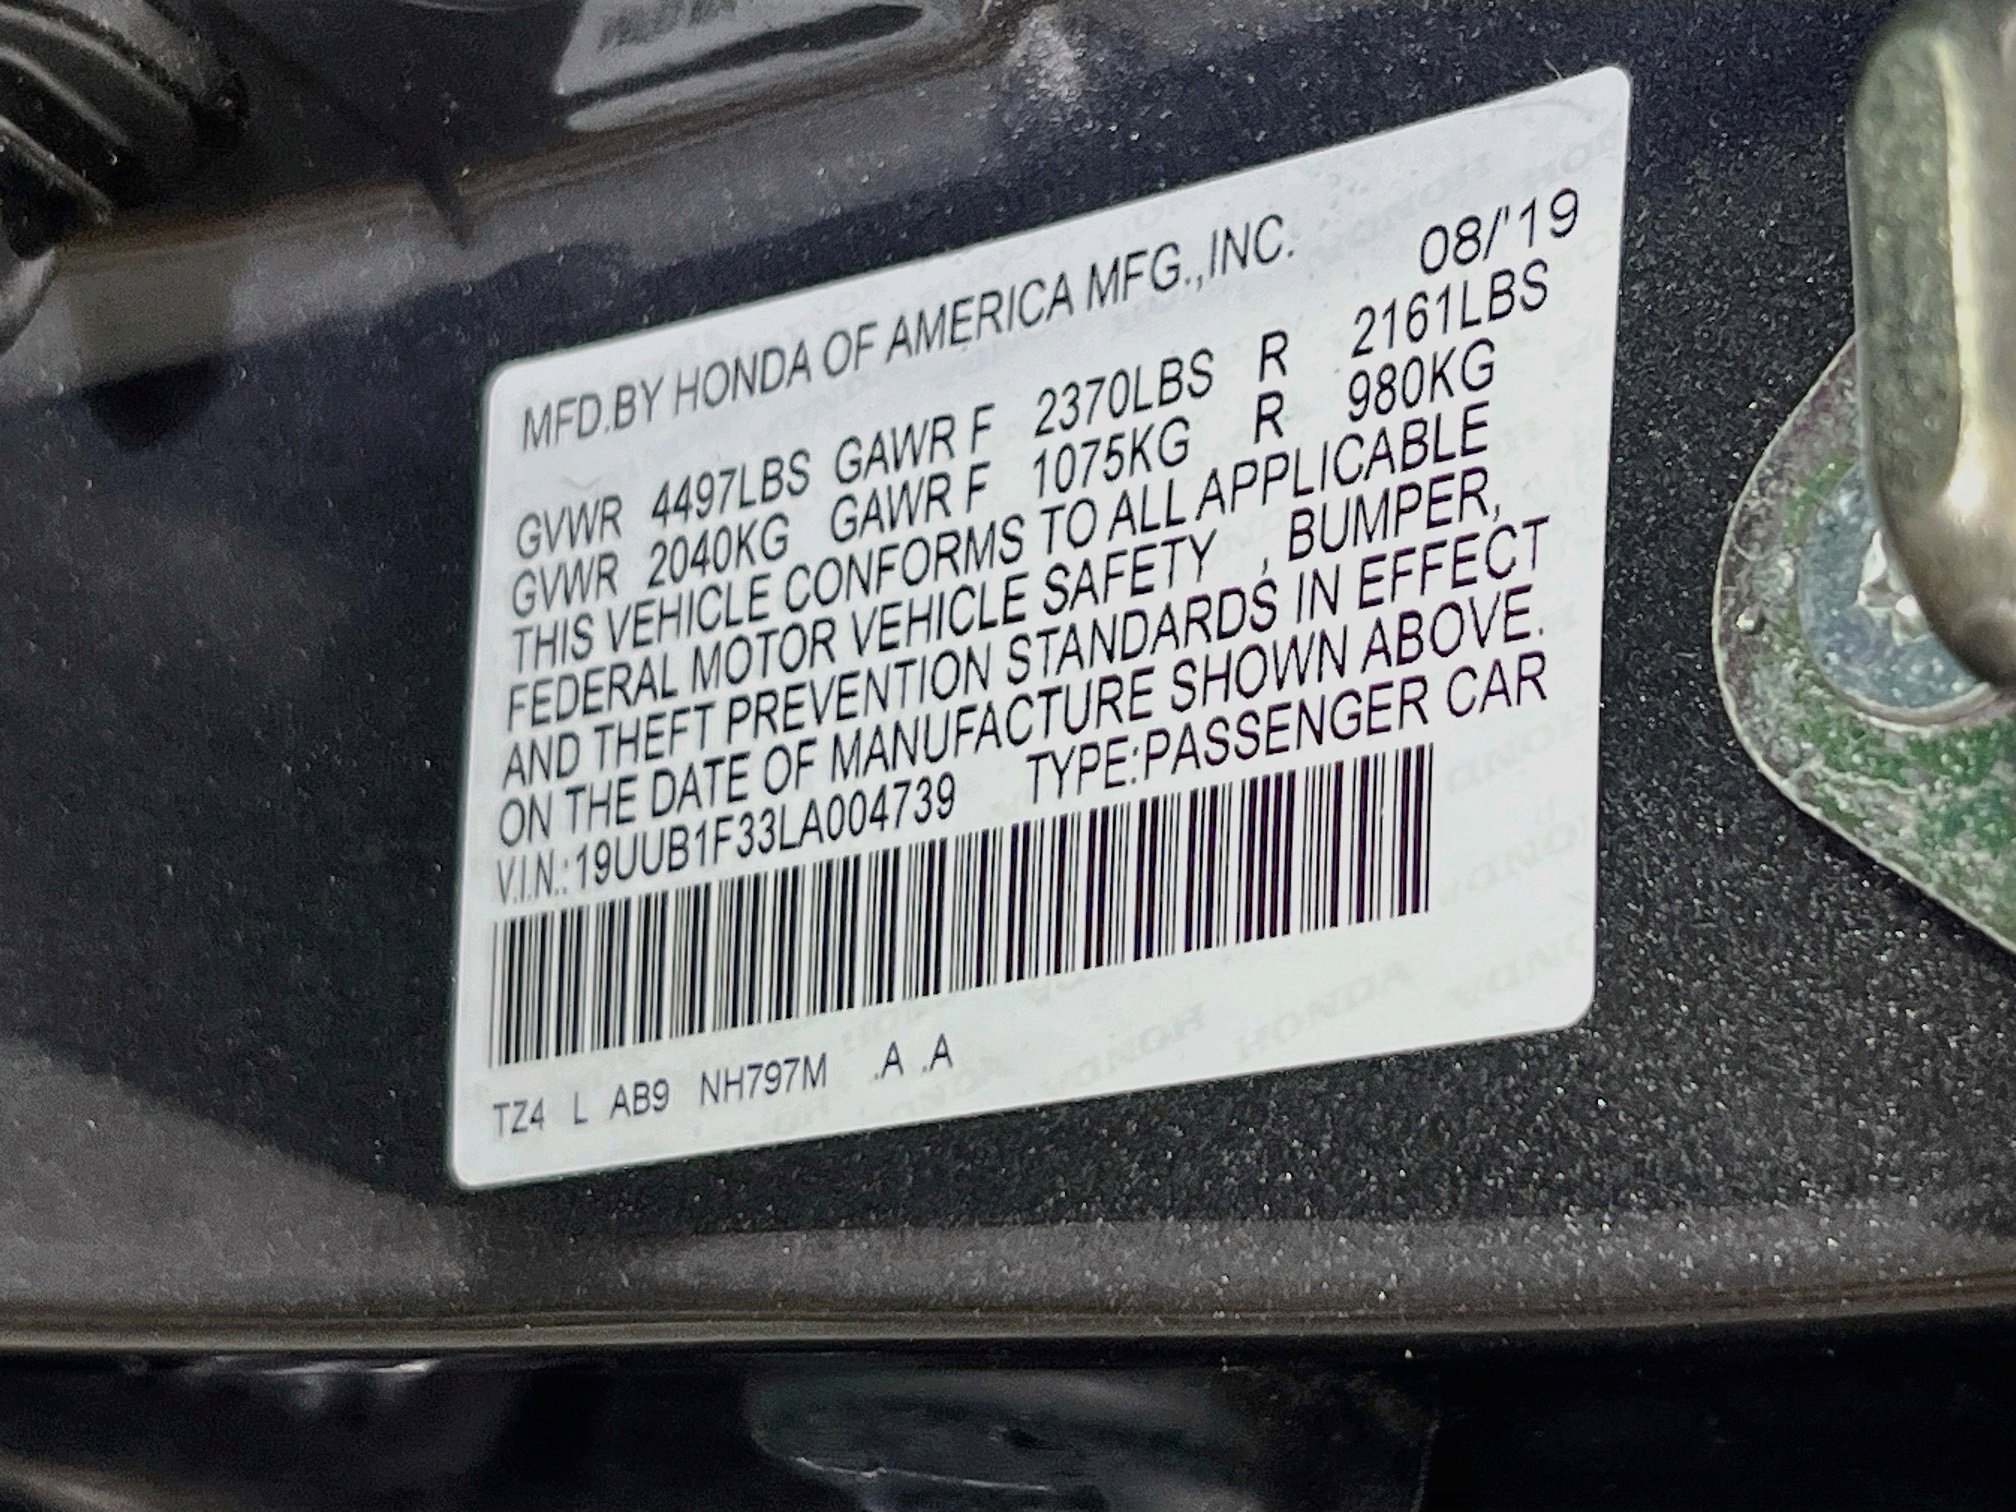 MFD.BY HONDA OF AMERICA MFG.,INC. 08/'19
GVWR 4497LBS GAWR F 2370LBS R 2161LBS
GVWR 2040KG GAWR F 1075KG R 980KG
THIS VEHICLE CONFORMS TO ALL APPLICABLE
FEDERAL MOTOR VEHICLE SAFETY , BUMPER,
AND THEFT PREVENTION STANDARDS IN EFFECT
ON THE DATE OF MANUFACTURE SHOWN ABOVE.
V.I.N.:19UUB1F33LA004739 TYPE:PASSENGER CAR
TZ4 L AB9 NH797M .A .A